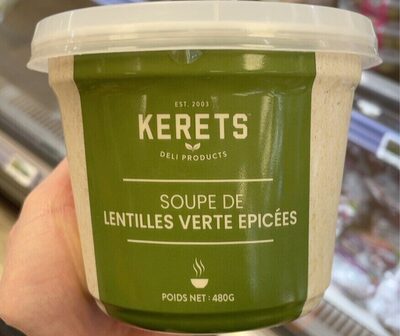 EST. 2003
KERETS
DELI PRODUCTS
SOUPE DE
LENTILLES VERTE EPICÉES
POIDS NET : 480G